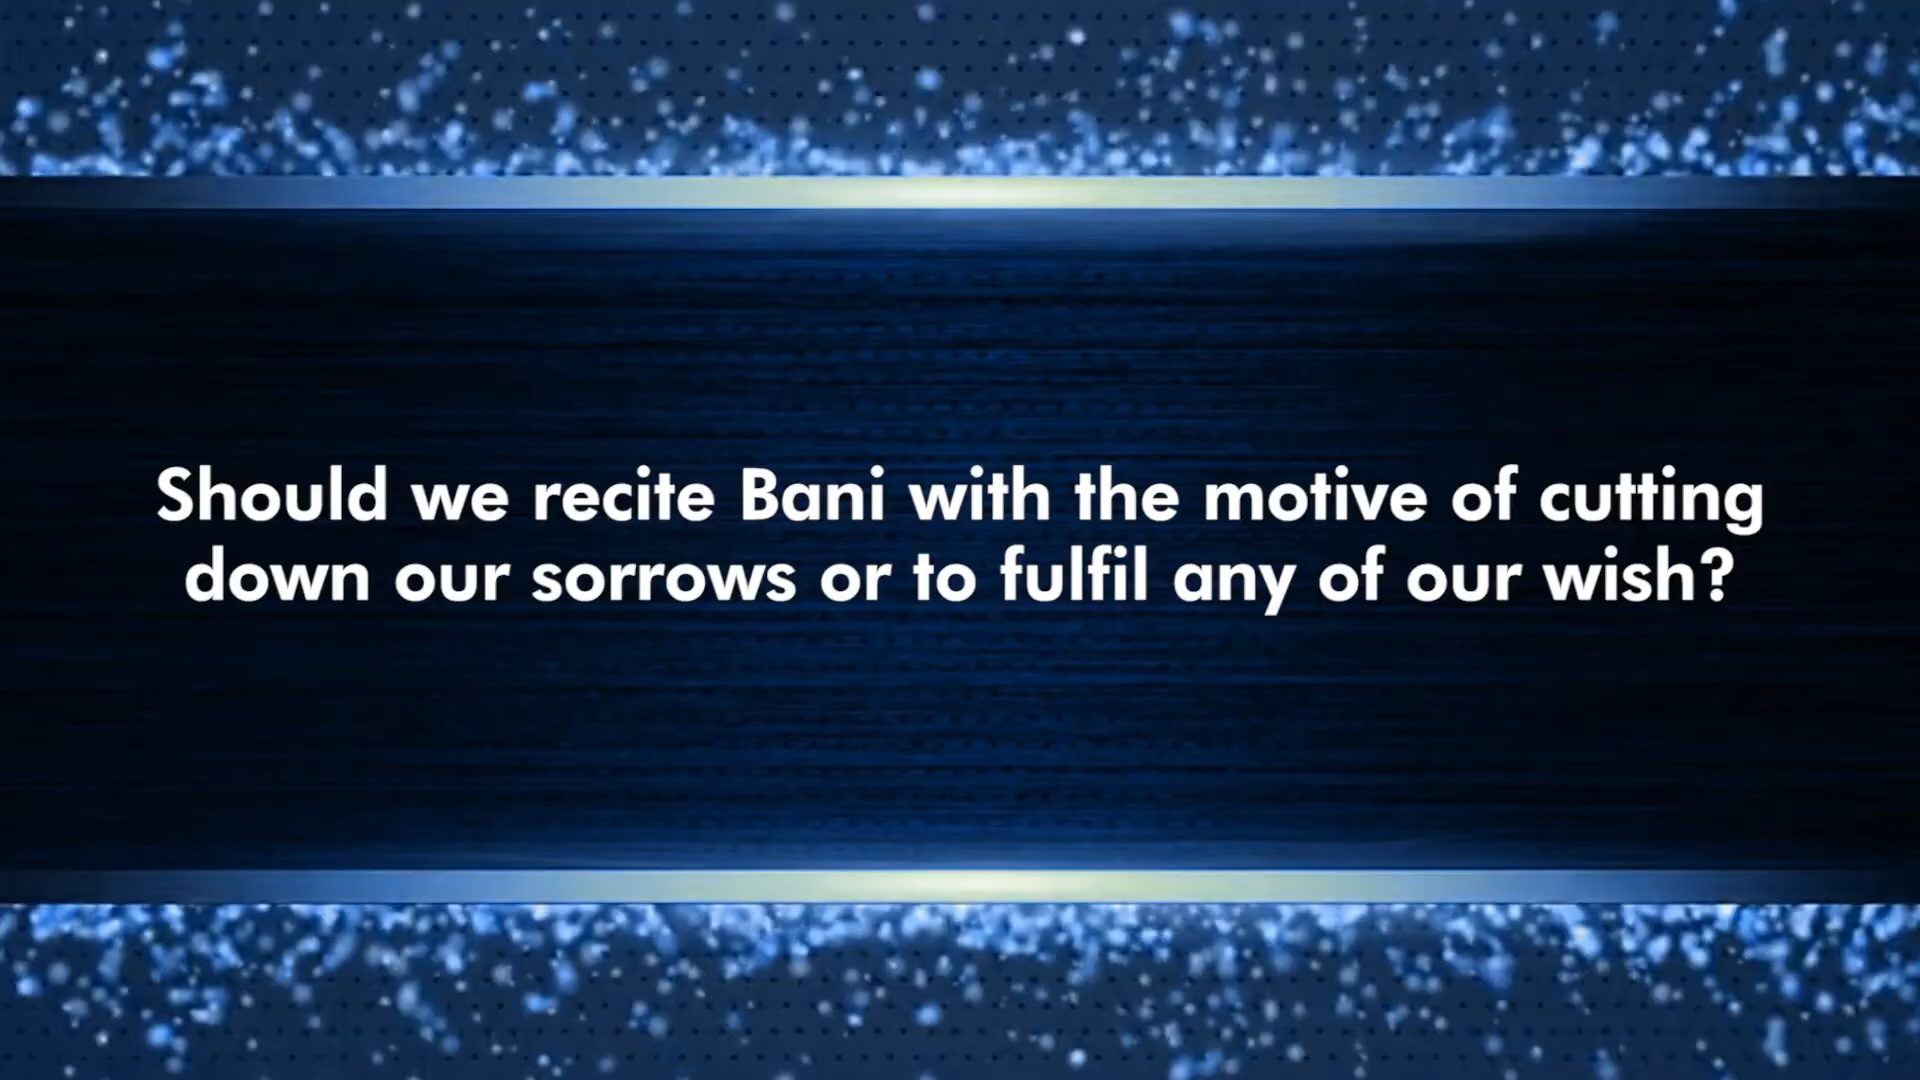 Should we recite Bani with the motive of cutting
down our sorrows or to fulfil any of our wish?